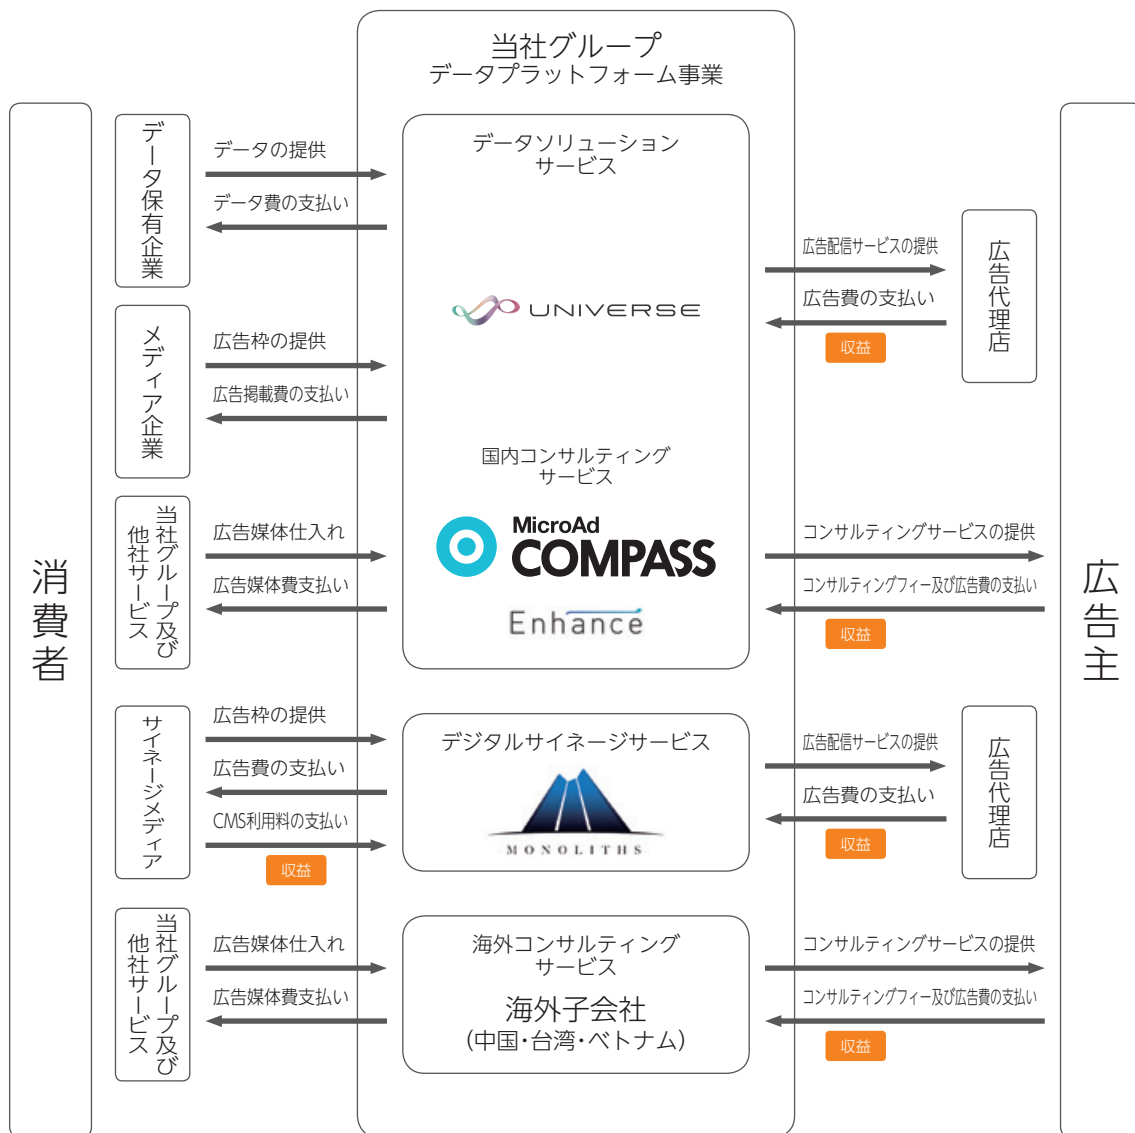 当社グループ
データプラットフォーム事業
消費者
データ保有企業
データの提供
データ費の支払い
メディア企業
広告枠の提供
広告掲載費の支払い
当社グループ及び
他社サービス
広告媒体仕入れ
広告媒体費支払い
サイネージメディア
広告枠の提供
広告費の支払い
CMS利用料の支払い
収益
当社グループ及び
他社サービス
広告媒体仕入れ
広告媒体費支払い
データソリューション
サービス
UNIVERSE
国内コンサルティング
サービス
MicroAd
COMPASS
Enhance
デジタルサイネージサービス
MONOLITHS
海外コンサルティング
サービス
海外子会社
(中国・台湾・ベトナム)
広告配信サービスの提供
広告費の支払い
収益
広告代理店
コンサルティングサービスの提供
コンサルティングフィー及び広告費の支払い
収益
広告配信サービスの提供
広告費の支払い
収益
広告代理店
コンサルティングサービスの提供
コンサルティングフィー及び広告費の支払い
収益
広告主